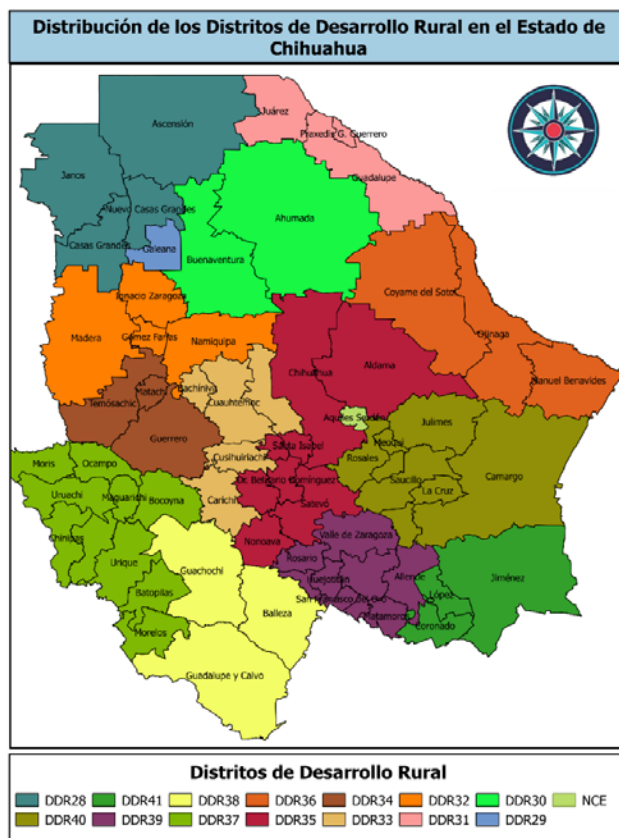 Distribución de los Distritos de Desarrollo Rural en el Estado de
Chihuahua
Ascensión
Juárez
Praxedis G. Guerrero
Janos
Guadalupe
Nuevo Casas Grandes
Ahumada
Casas Grandes
Galeana
Buenaventura
Ignacio Zaragoza
Coyame del Sotol
Madera
Gómez Farías
Namiquipa
Ojinaga
Manuel Benavides
Chihuahua
Aldama
Matachí
Bachíniva
Temósachic
Cuauhtémoc
Aquiles Serdán
Julimes
Guerrero
Meoqui
Santa Isabel
Cusihuiriachi
Rosales
Moris
Ocampo
Saucillo
Camargo
Dr. Belisario Domínguez
La Cruz
Uruachi
Maguarichi
Bocoyna
Carichí
Satevó
Valle de Zaragoza
Chínipas
Nonoava
Rosario
Urique
Guachochi
Huejotitán
Allende
Jiménez
Batopilas
San Francisco del Oro
López
Balleza
Matamoros
Coronado
Morelos
Guadalupe y Calvo
Distritos de Desarrollo Rural
DDR28 DDR41 DDR38 DDR36 DDR34 DDR32 DDR30 NCE
DDR40 DDR39 DDR37 DDR35 DDR33 DDR31 DDR29